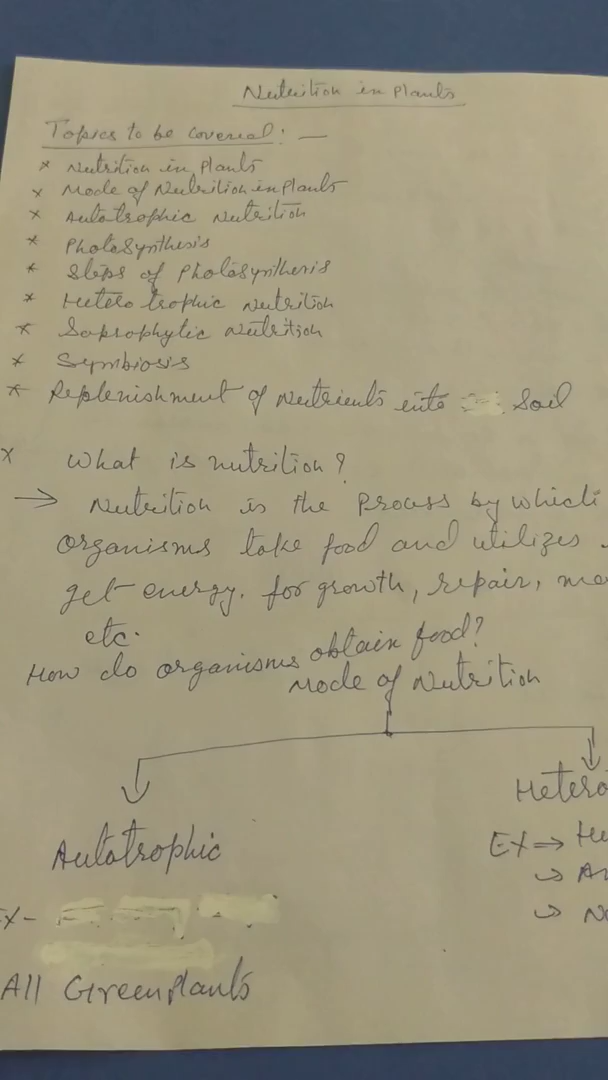 Nutrition in Plants
Topics to be covered: —
* Nutrition in Plants
* Mode of Nutrition in Plants
* Autotrophic Nutrition
* Photosynthesis
* Steps of Photosynthesis
* Heterotrophic Nutrition
* Saprophytic Nutrition
* Symbiosis
* Replenishment of Nutrients into Soil
x What is nutrition?
→ Nutrition is the Process by which
organisms take food and utilizes
get energy. for growth, repair,
etc.
How do organisms obtain food?
Mode of Nutrition
Autotrophic
Ex ⇒
Ex -
All Green plants